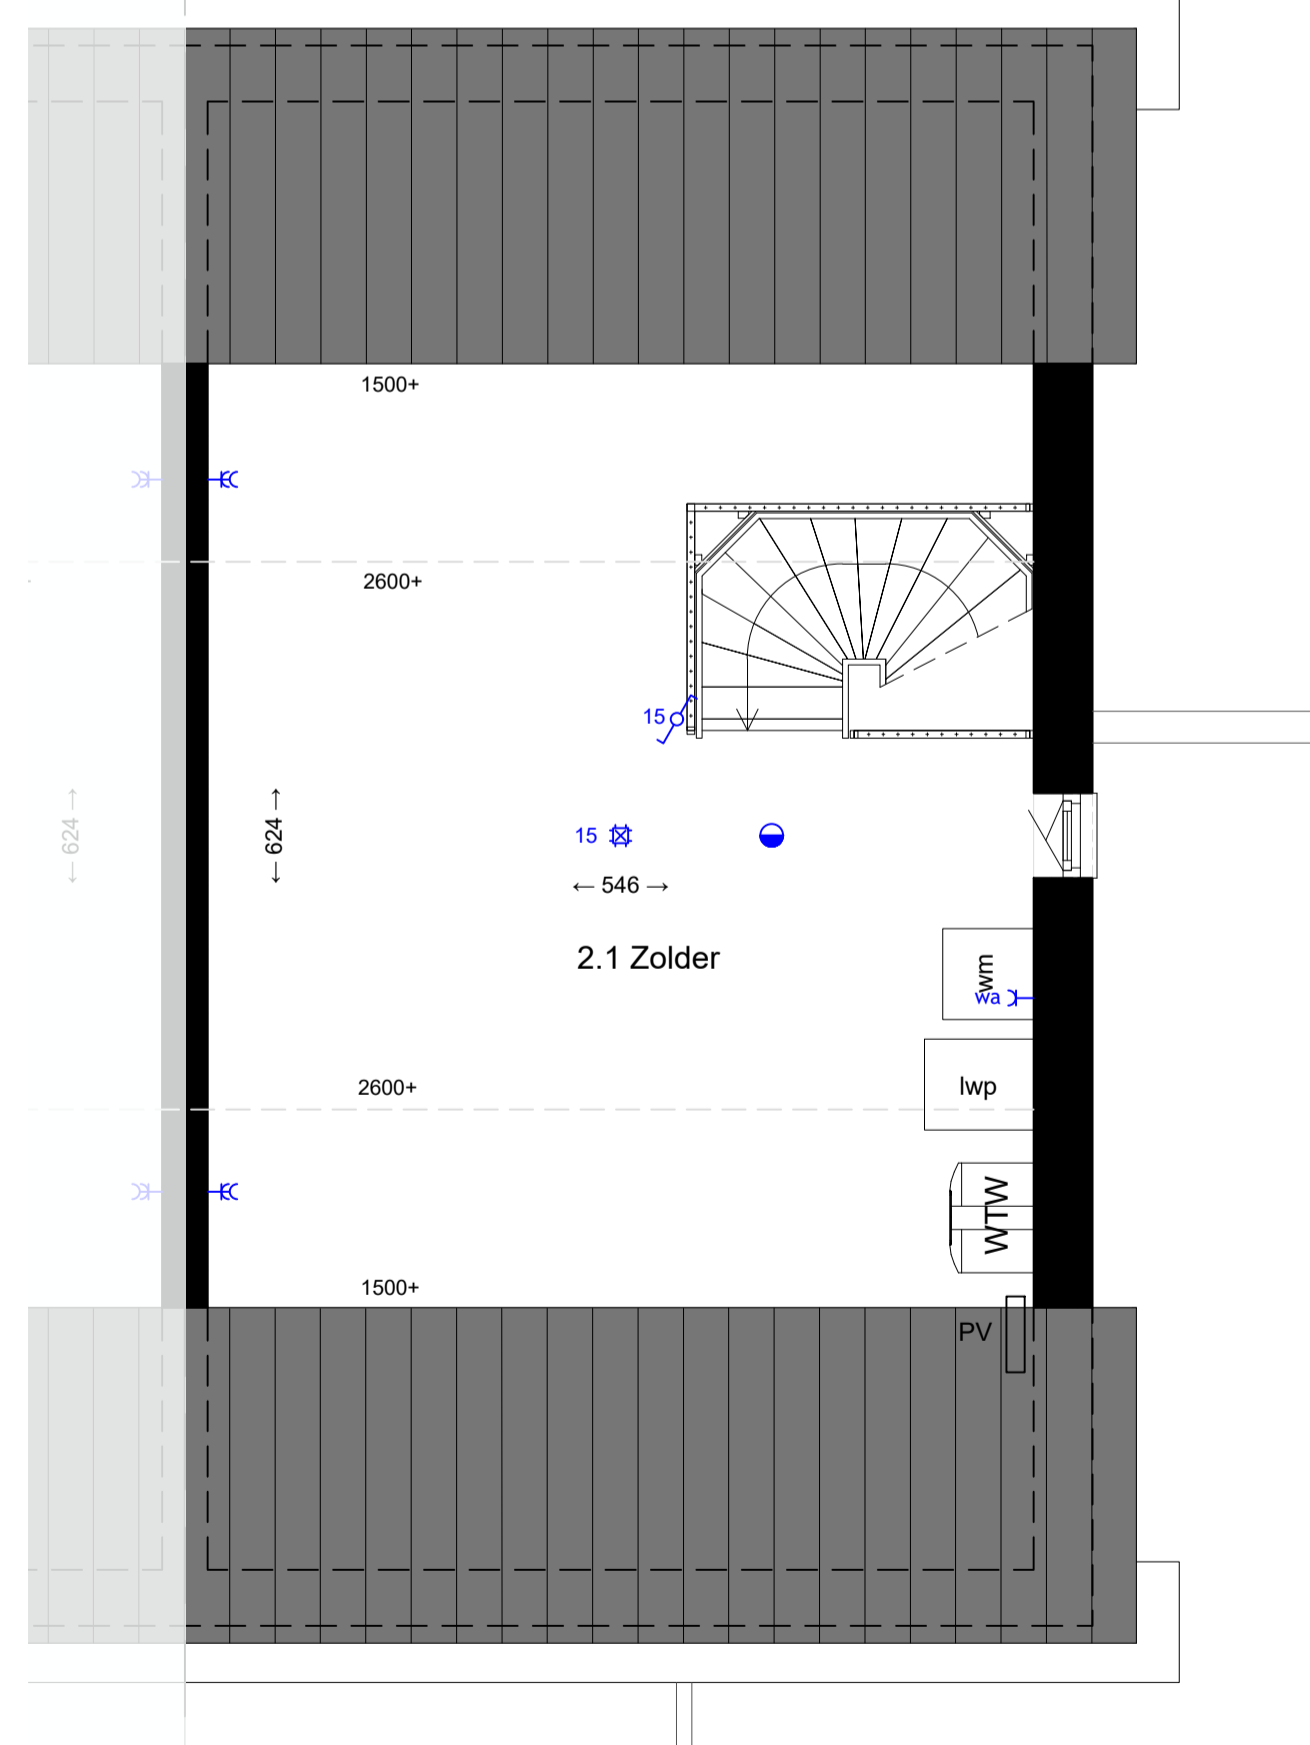 1500+
2600+
15
← 624 →
← 624 →
15
← 546 →
2.1 Zolder
wm
wa
2600+
lwp
WTW
1500+
PV